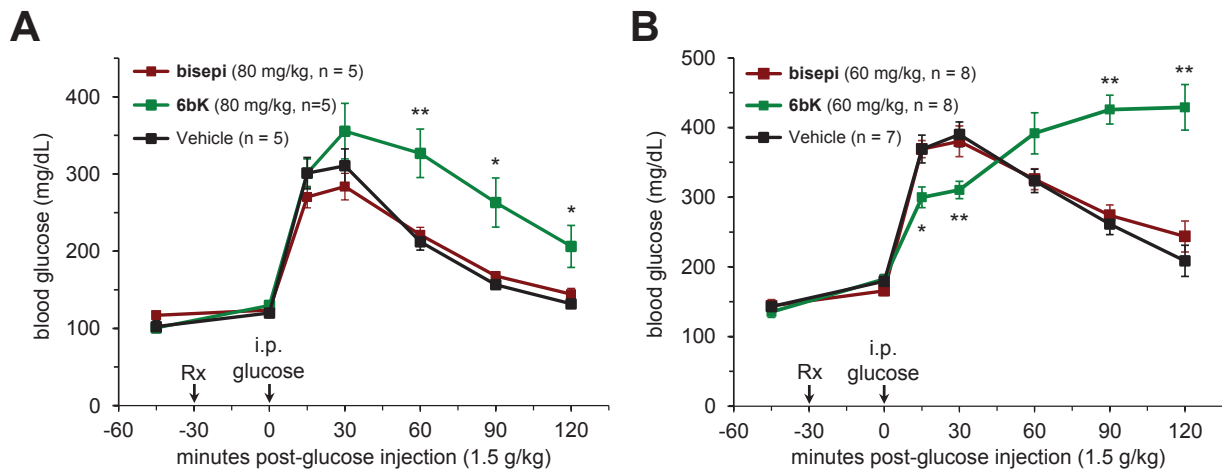 A
bisepi (80 mg/kg, n = 5)
6bK (80 mg/kg, n=5)
Vehicle (n = 5)
**
*
*
400
300
200
100
0
blood glucose (mg/dL)
Rx
i.p.
glucose
-60
-30
0
30
60
90
120
minutes post-glucose injection (1.5 g/kg)
B
bisepi (60 mg/kg, n = 8)
6bK (60 mg/kg, n = 8)
Vehicle (n = 7)
*
**
**
**
500
400
300
200
100
0
blood glucose (mg/dL)
Rx
i.p.
glucose
-60
-30
0
30
60
90
120
minutes post-glucose injection (1.5 g/kg)